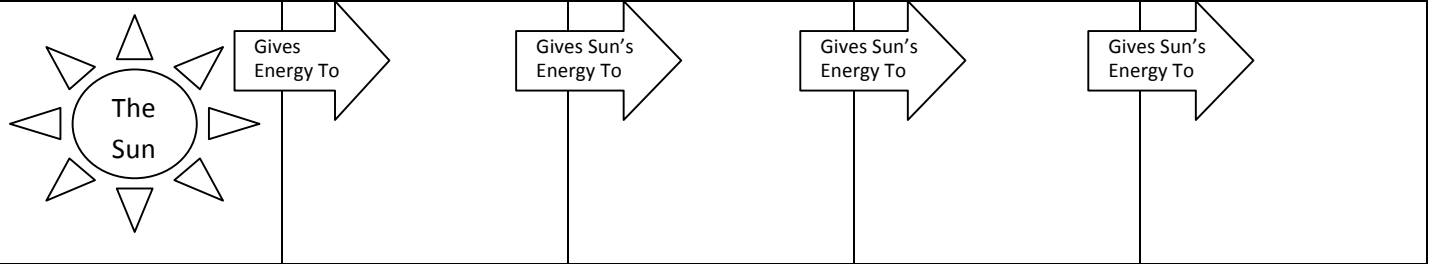 The
Sun
Gives
Energy To
Gives Sun’s
Energy To
Gives Sun’s
Energy To
Gives Sun’s
Energy To